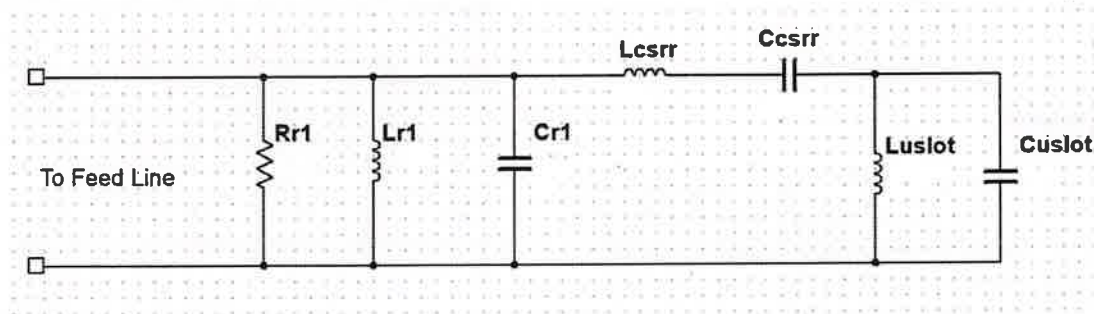 Lcsrr
Ccsrr
Rr1
Lr1
Cr1
Luslot
Cuslot
To Feed Line